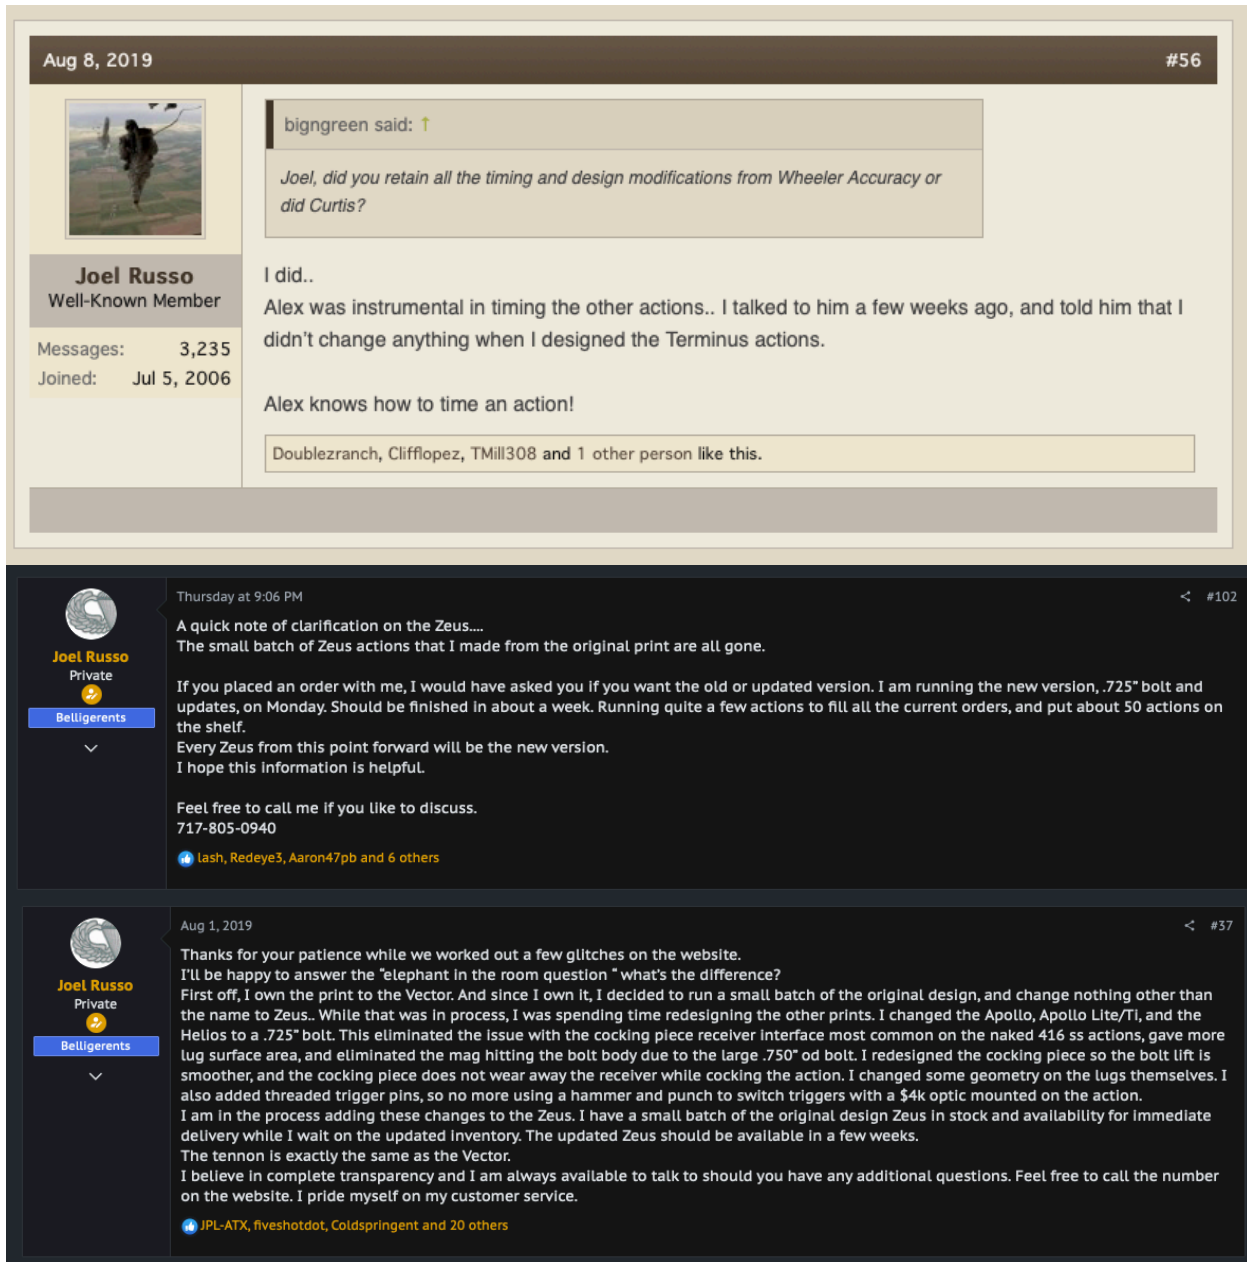 Aug 8, 2019 #56
bigngreen said: ↑
Joel, did you retain all the timing and design modifications from Wheeler Accuracy or
did Curtis?
Joel Russo
Well-Known Member
Messages: 3,235
Joined: Jul 5, 2006
I did..
Alex was instrumental in timing the other actions.. I talked to him a few weeks ago, and told him that I
didn't change anything when I designed the Terminus actions.
Alex knows how to time an action!
Doublezranch, Clifflopez, TMill308 and 1 other person like this.
Joel Russo
Private
Belligerents
Thursday at 9:06 PM #102
A quick note of clarification on the Zeus....
The small batch of Zeus actions that I made from the original print are all gone.
If you placed an order with me, I would have asked you if you want the old or updated version. I am running the new version, .725" bolt and
updates, on Monday. Should be finished in about a week. Running quite a few actions to fill all the current orders, and put about 50 actions on
the shelf.
Every Zeus from this point forward will be the new version.
I hope this information is helpful.
Feel free to call me if you like to discuss.
717-805-0940
lash, Redeye3, Aaron47pb and 6 others
Joel Russo
Private
Belligerents
Aug 1, 2019 #37
Thanks for your patience while we worked out a few glitches on the website.
I'll be happy to answer the "elephant in the room question " what's the difference?
First off, I own the print to the Vector. And since I own it, I decided to run a small batch of the original design, and change nothing other than
the name to Zeus.. While that was in process, I was spending time redesigning the other prints. I changed the Apollo, Apollo Lite/Ti, and the
Helios to a .725" bolt. This eliminated the issue with the cocking piece receiver interface most common on the naked 416 ss actions, gave more
lug surface area, and eliminated the mag hitting the bolt body due to the large .750" od bolt. I redesigned the cocking piece so the bolt lift is
smoother, and the cocking piece does not wear away the receiver while cocking the action. I changed some geometry on the lugs themselves. I
also added threaded trigger pins, so no more using a hammer and punch to switch triggers with a $4k optic mounted on the action.
I am in the process adding these changes to the Zeus. I have a small batch of the original design Zeus in stock and availability for immediate
delivery while I wait on the updated inventory. The updated Zeus should be available in a few weeks.
The tennon is exactly the same as the Vector.
I believe in complete transparency and I am always available to talk to should you have any additional questions. Feel free to call the number
on the website. I pride myself on my customer service.
JPL-ATX, fiveshotdot, Coldspringent and 20 others